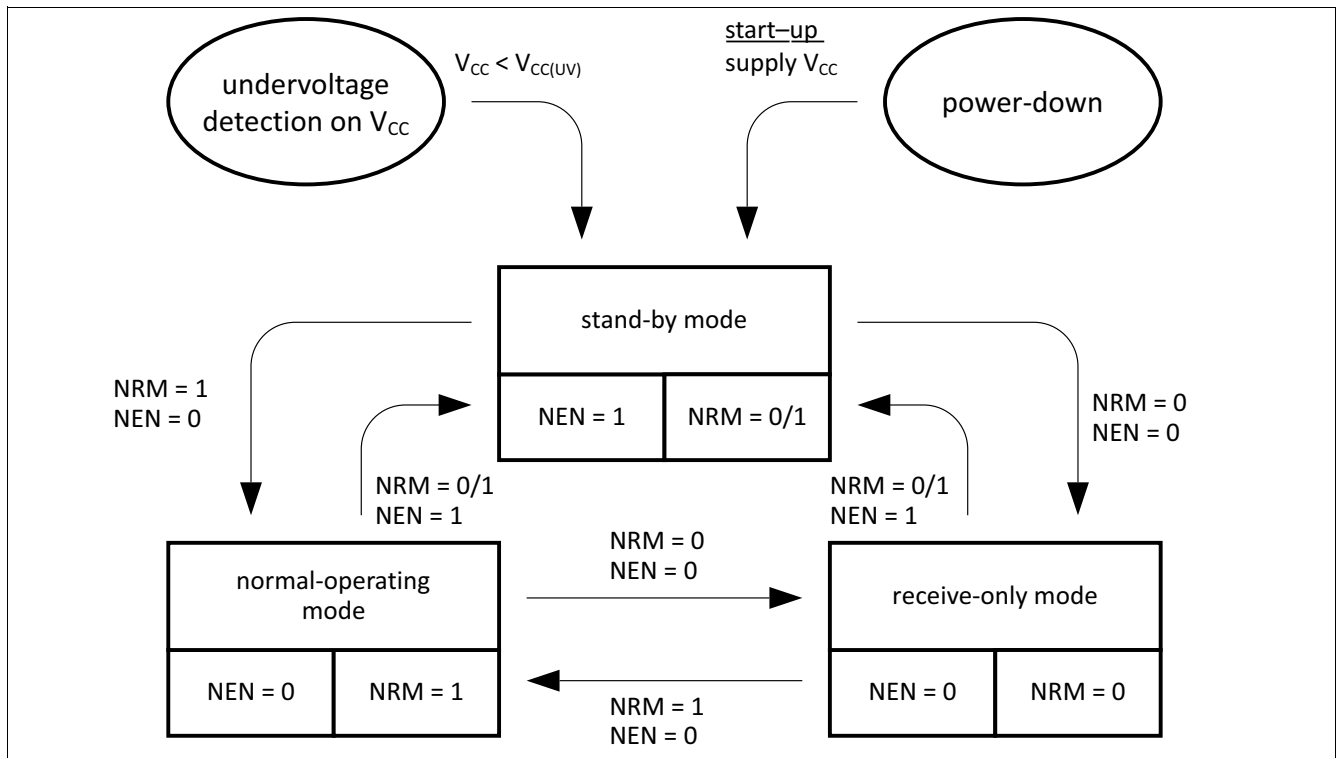 undervoltage
detection on VCC
VCC < VCC(UV)
start–up
supply VCC
power-down
stand-by mode
NEN = 1
NRM = 0/1
NRM = 1
NEN = 0
NRM = 0
NEN = 0
NRM = 0/1
NEN = 1
NRM = 0/1
NEN = 1
NRM = 0
NEN = 0
normal-operating
mode
NEN = 0
NRM = 1
receive-only mode
NEN = 0
NRM = 0
NRM = 1
NEN = 0